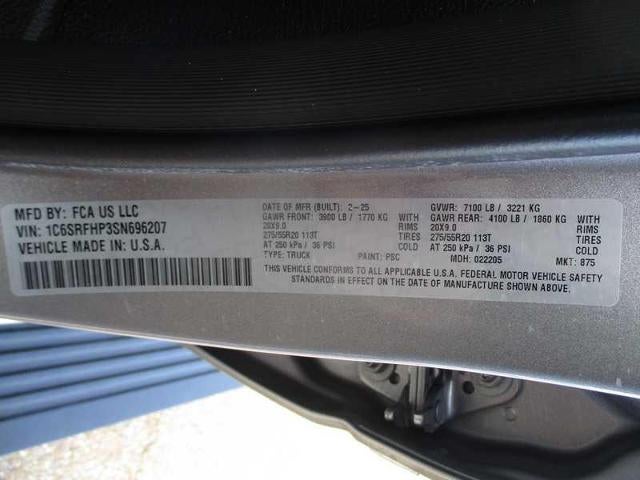 MFD BY: FCA US LLC
VIN: 1C6SRFHP3SN696207
VEHICLE MADE IN U.S.A.
DATE OF MFR (BUILT): 2-25 GVWR: 7100 LB / 3221 KG
GAWR FRONT: 3900 LB / 1770 KG GAWR REAR: 4100 LB / 1860 KG
20X9.0 RIMS 20X9.0 RIMS
275/55R20 113T TIRES 275/55R20 113T TIRES
AT 250 kPa / 36 PSI AT 250 kPa / 36 PSI
TYPE: TRUCK PAINT: PSC MDH: 022205 MKT: 875
THIS VEHICLE CONFORMS TO ALL APPLICABLE U.S.A. FEDERAL MOTOR VEHICLE SAFETY
STANDARDS IN EFFECT ON THE DATE OF MANUFACTURE SHOWN ABOVE.